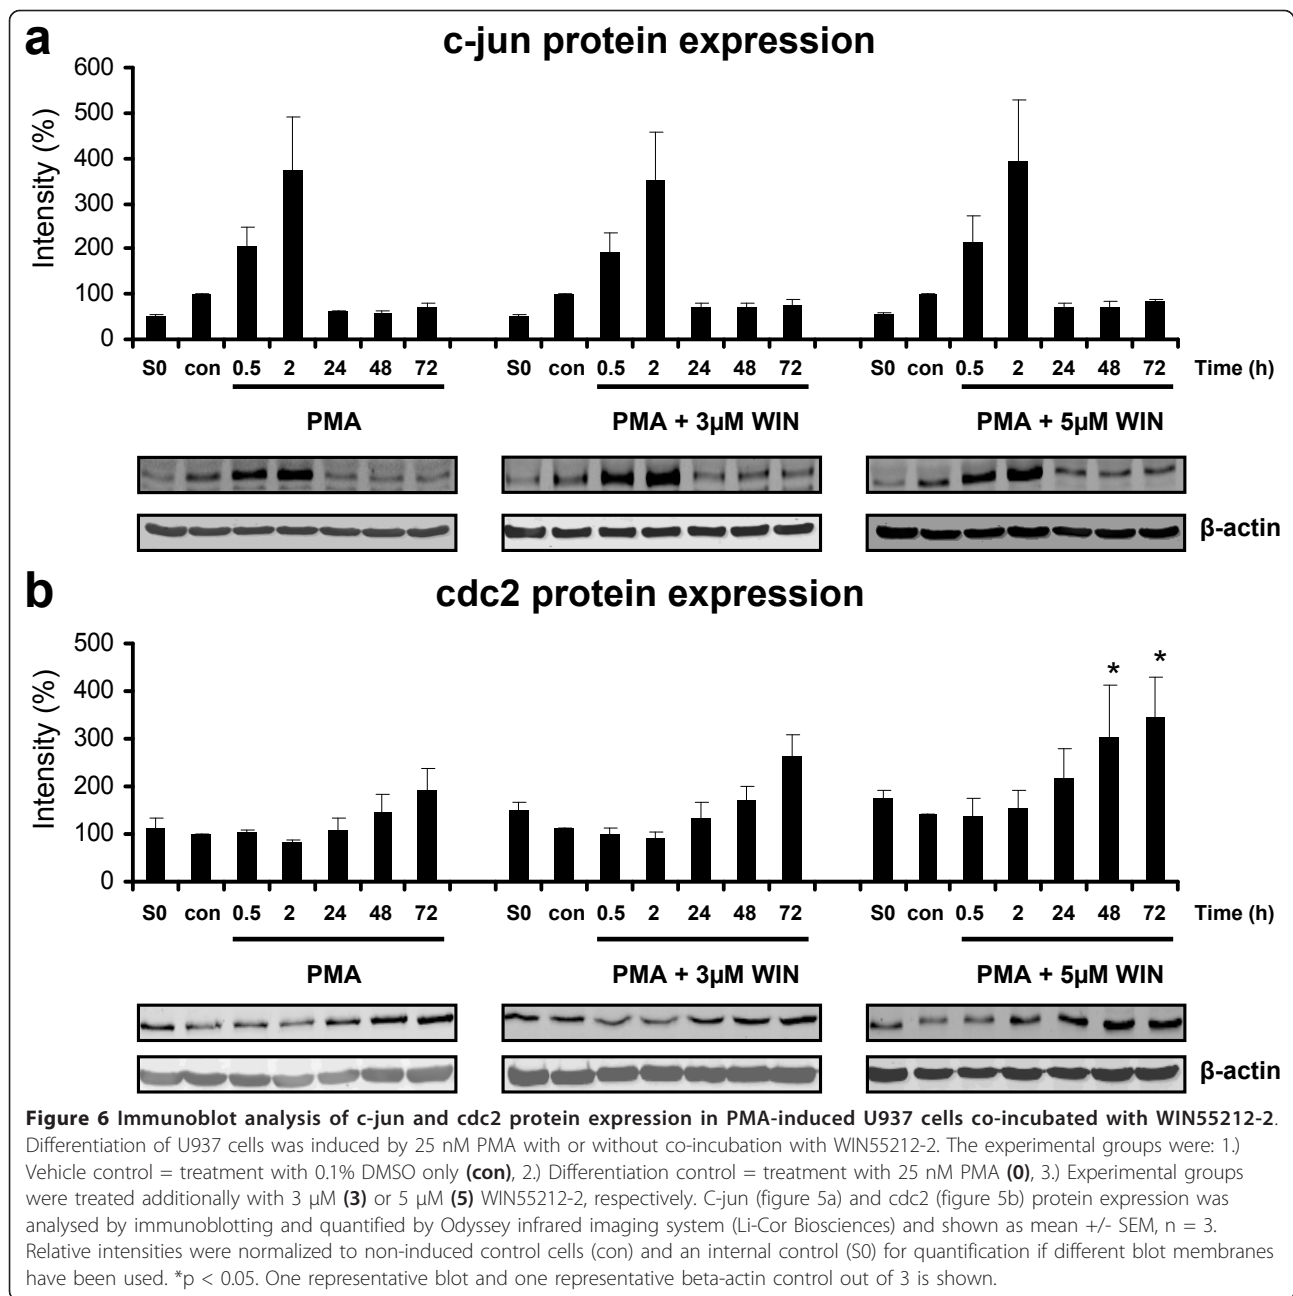 a
c-jun protein expression
600
500
400
300
200
100
0
Intensity (%)
S0 con 0.5 2 24 48 72 S0 con 0.5 2 24 48 72 S0 con 0.5 2 24 48 72 Time (h)
PMA PMA + 3µM WIN PMA + 5µM WIN
β-actin
b
cdc2 protein expression
500
400
300
200
100
0
Intensity (%)
* *
S0 con 0.5 2 24 48 72 S0 con 0.5 2 24 48 72 S0 con 0.5 2 24 48 72 Time (h)
PMA PMA + 3µM WIN PMA + 5µM WIN
β-actin
Figure 6 Immunoblot analysis of c-jun and cdc2 protein expression in PMA-induced U937 cells co-incubated with WIN55212-2.
Differentiation of U937 cells was induced by 25 nM PMA with or without co-incubation with WIN55212-2. The experimental groups were: 1.)
Vehicle control = treatment with 0.1% DMSO only (con), 2.) Differentiation control = treatment with 25 nM PMA (0), 3.) Experimental groups
were treated additionally with 3 µM (3) or 5 µM (5) WIN55212-2, respectively. C-jun (figure 5a) and cdc2 (figure 5b) protein expression was
analysed by immunoblotting and quantified by Odyssey infrared imaging system (Li-Cor Biosciences) and shown as mean +/- SEM, n = 3.
Relative intensities were normalized to non-induced control cells (con) and an internal control (S0) for quantification if different blot membranes
have been used. *p < 0.05. One representative blot and one representative beta-actin control out of 3 is shown.